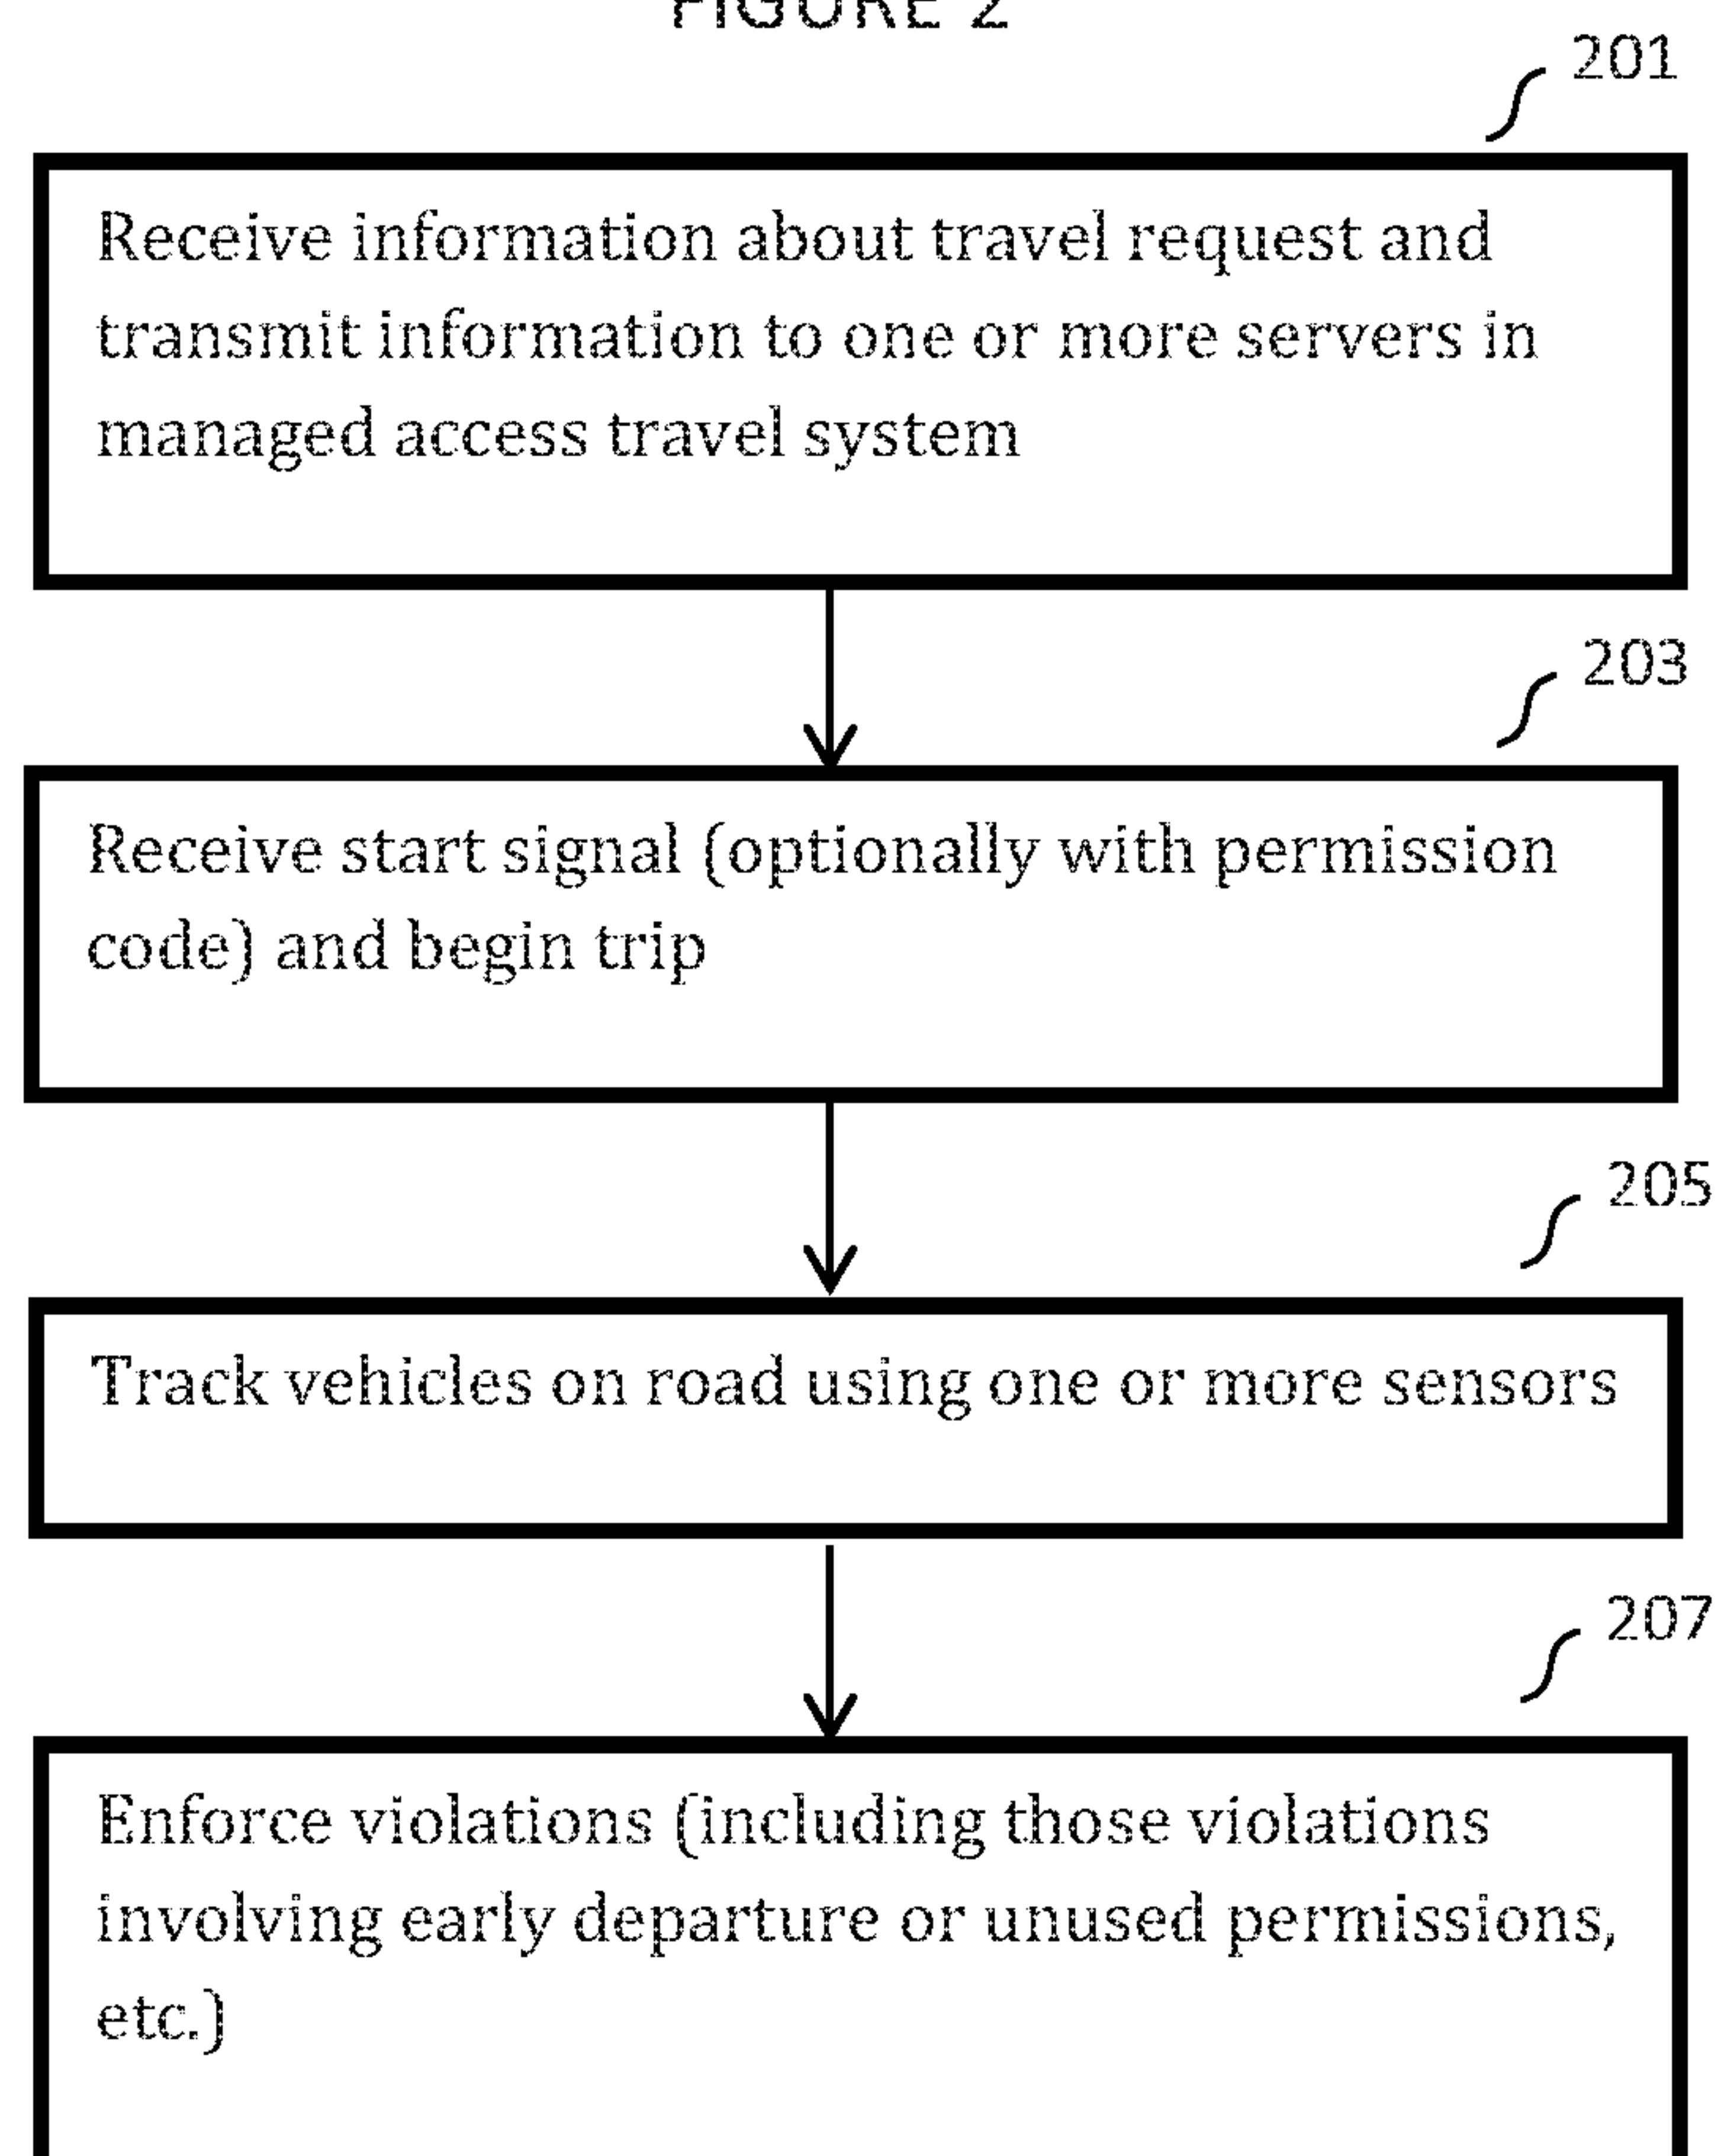 FIGURE 2
201
Receive information about travel request and
transmit information to one or more servers in
managed access travel system
203
Receive start signal (optionally with permission
code) and begin trip
205
Track vehicles on road using one or more sensors
207
Enforce violations (including those violations
involving early departure or unused permissions,
etc.)